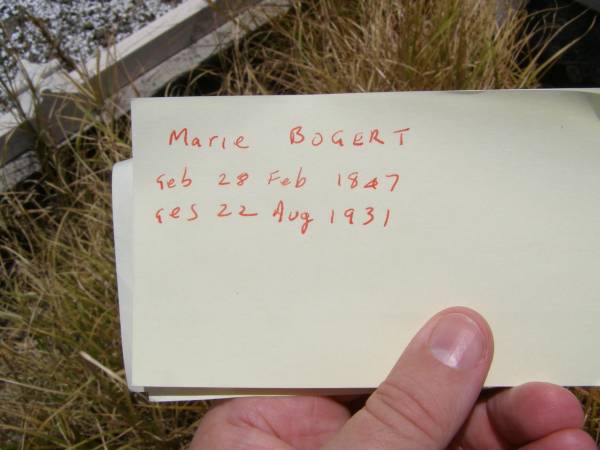 Marie BOGERT
Geb 28 Feb 1847
Ges 22 Aug 1931